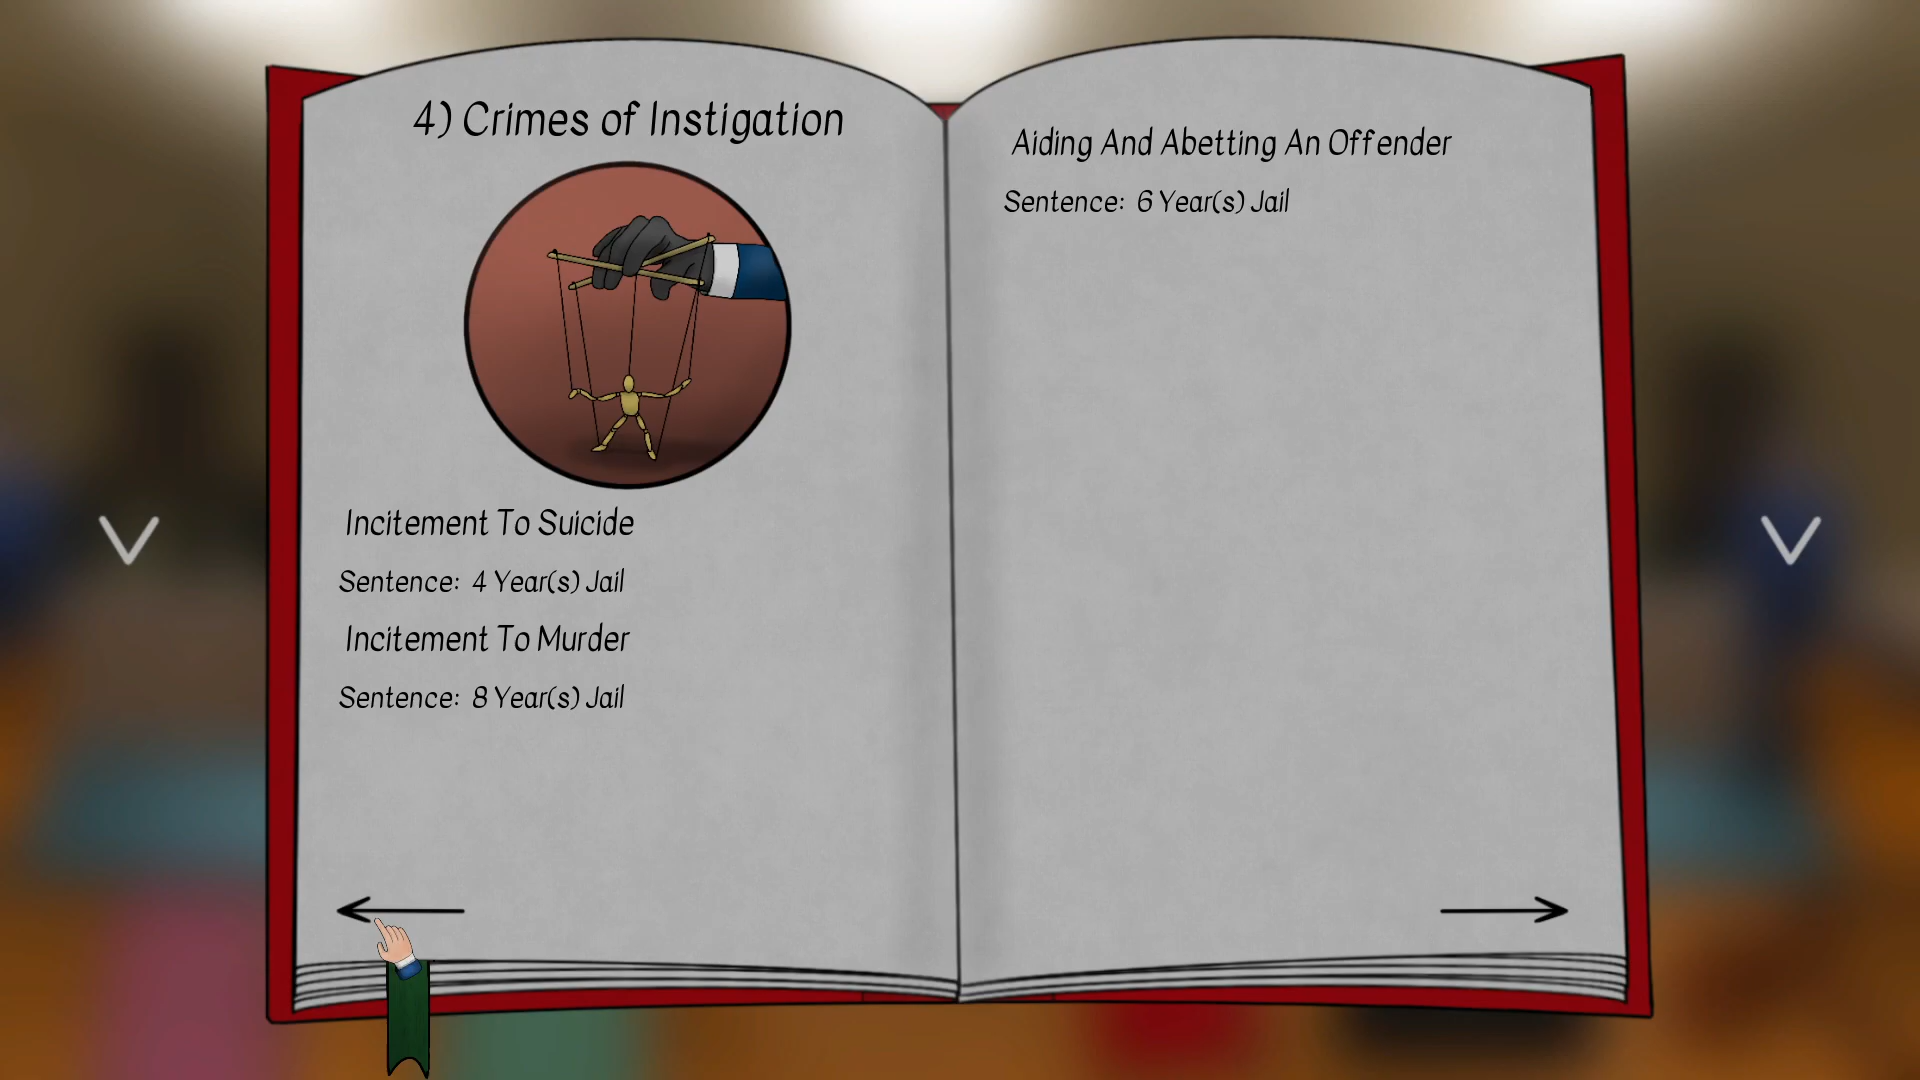 4) Crimes of Instigation
Incitement To Suicide
Sentence: 4 Year(s) Jail
Incitement To Murder
Sentence: 8 Year(s) Jail
Aiding And Abetting An Offender
Sentence: 6 Year(s) Jail